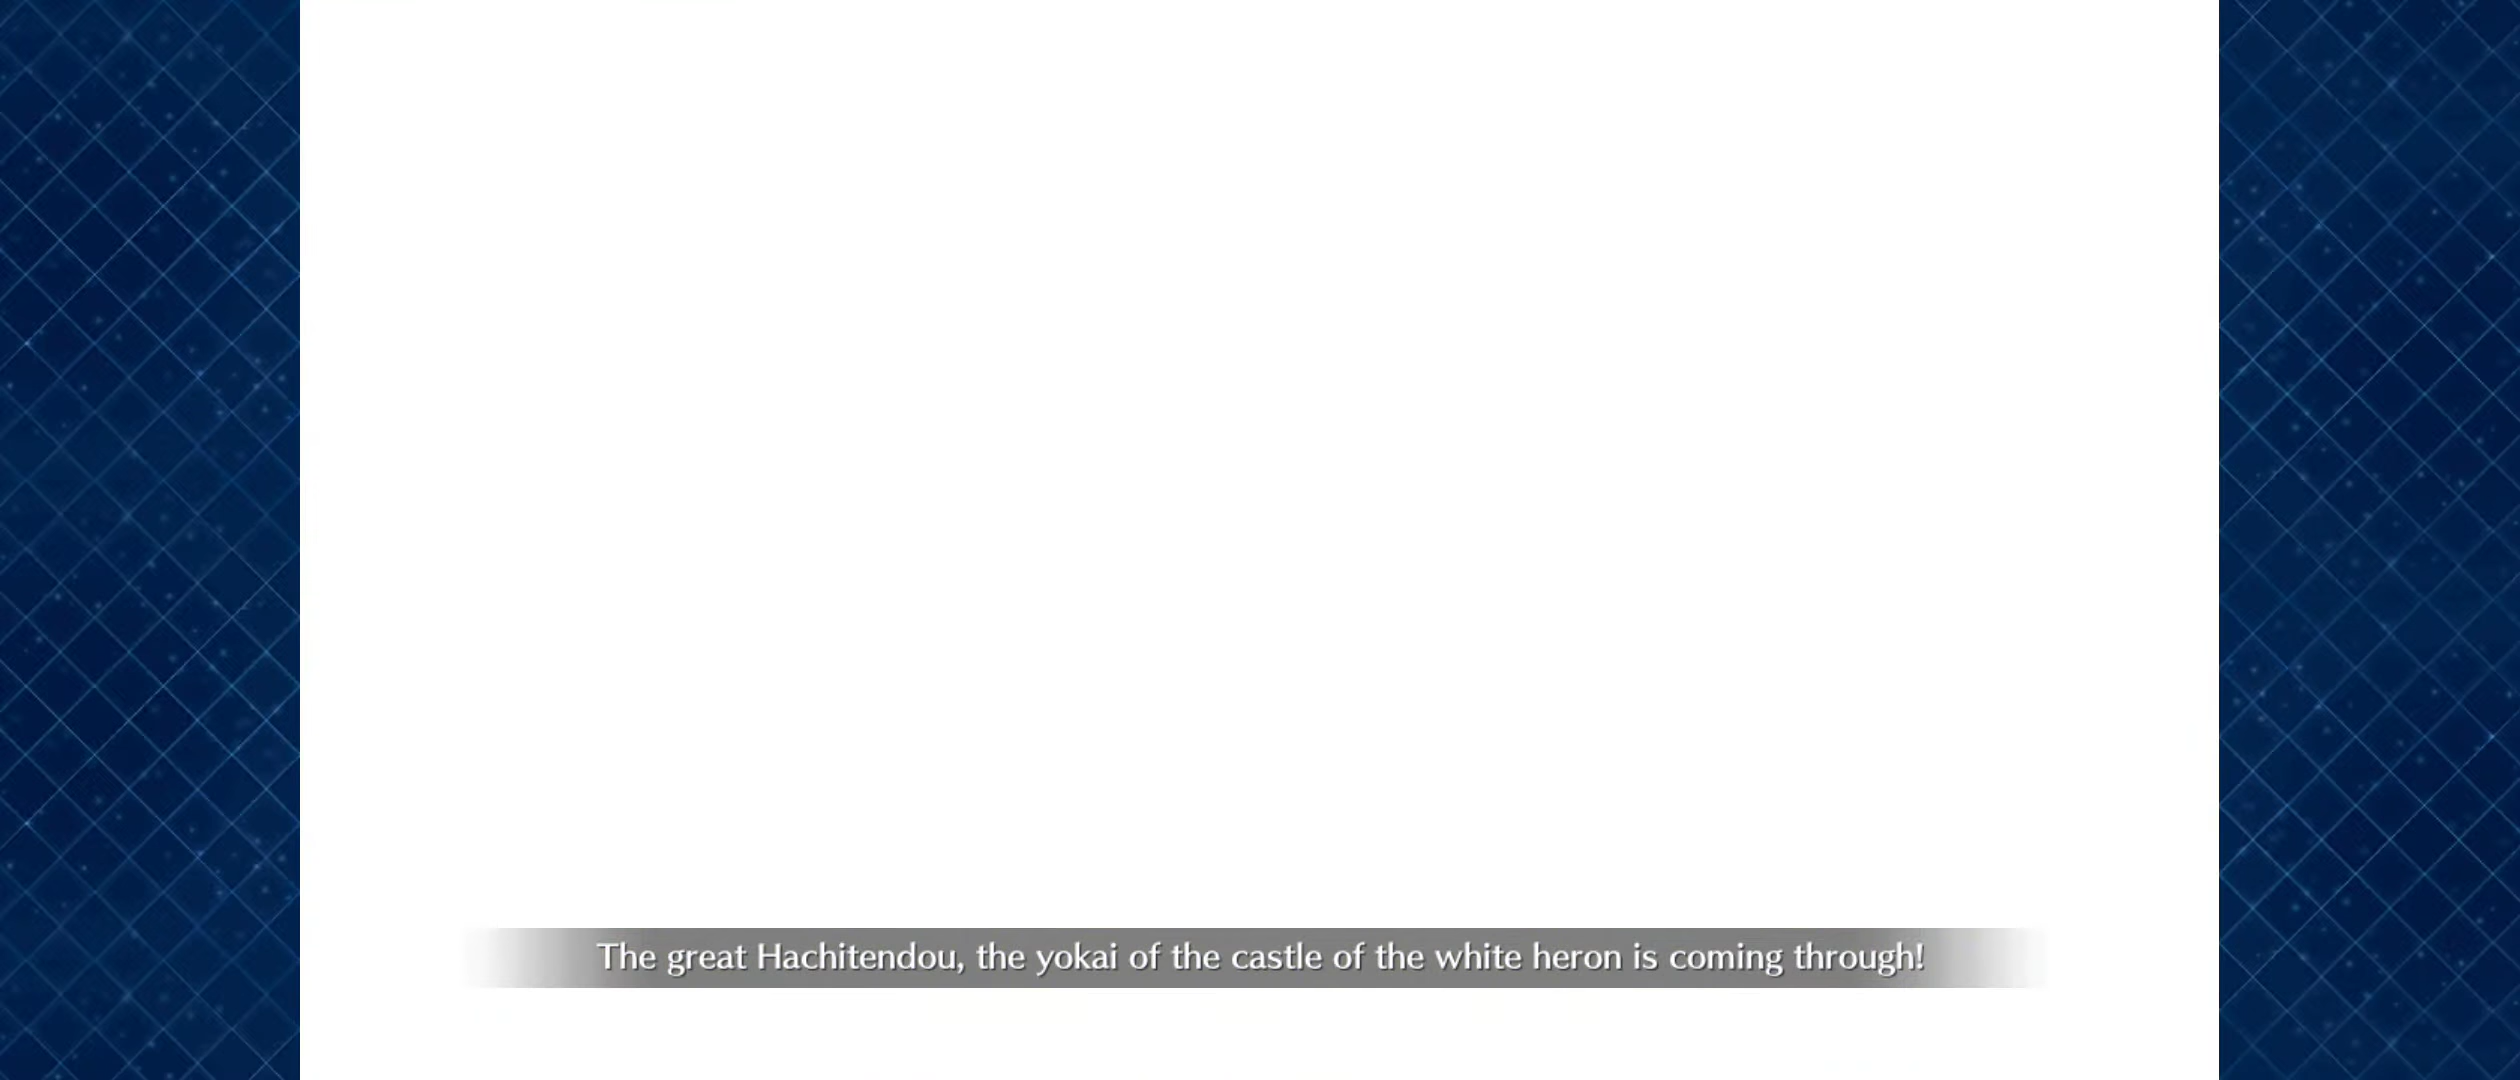 The great Hachitendou, the yokai of the castle of the white heron is coming through!